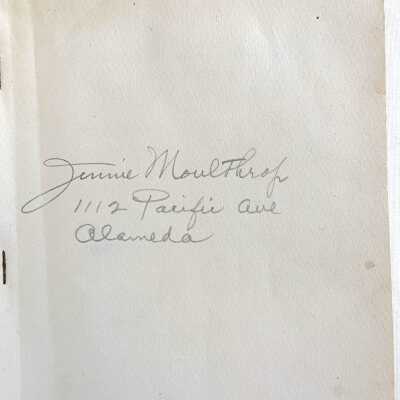 Jennie Moulthrop
1112 Pacific Ave
Alameda